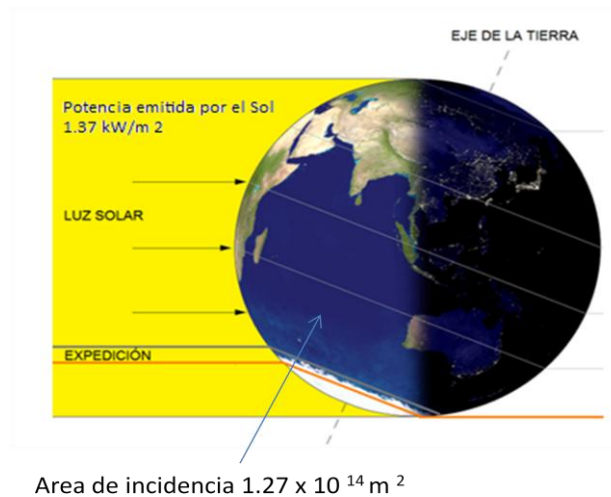 EJE DE LA TIERRA
Potencia emitida por el Sol
1.37 kW/m 2
LUZ SOLAR
EXPEDICIÓN
Area de incidencia 1.27 x 10 14 m 2